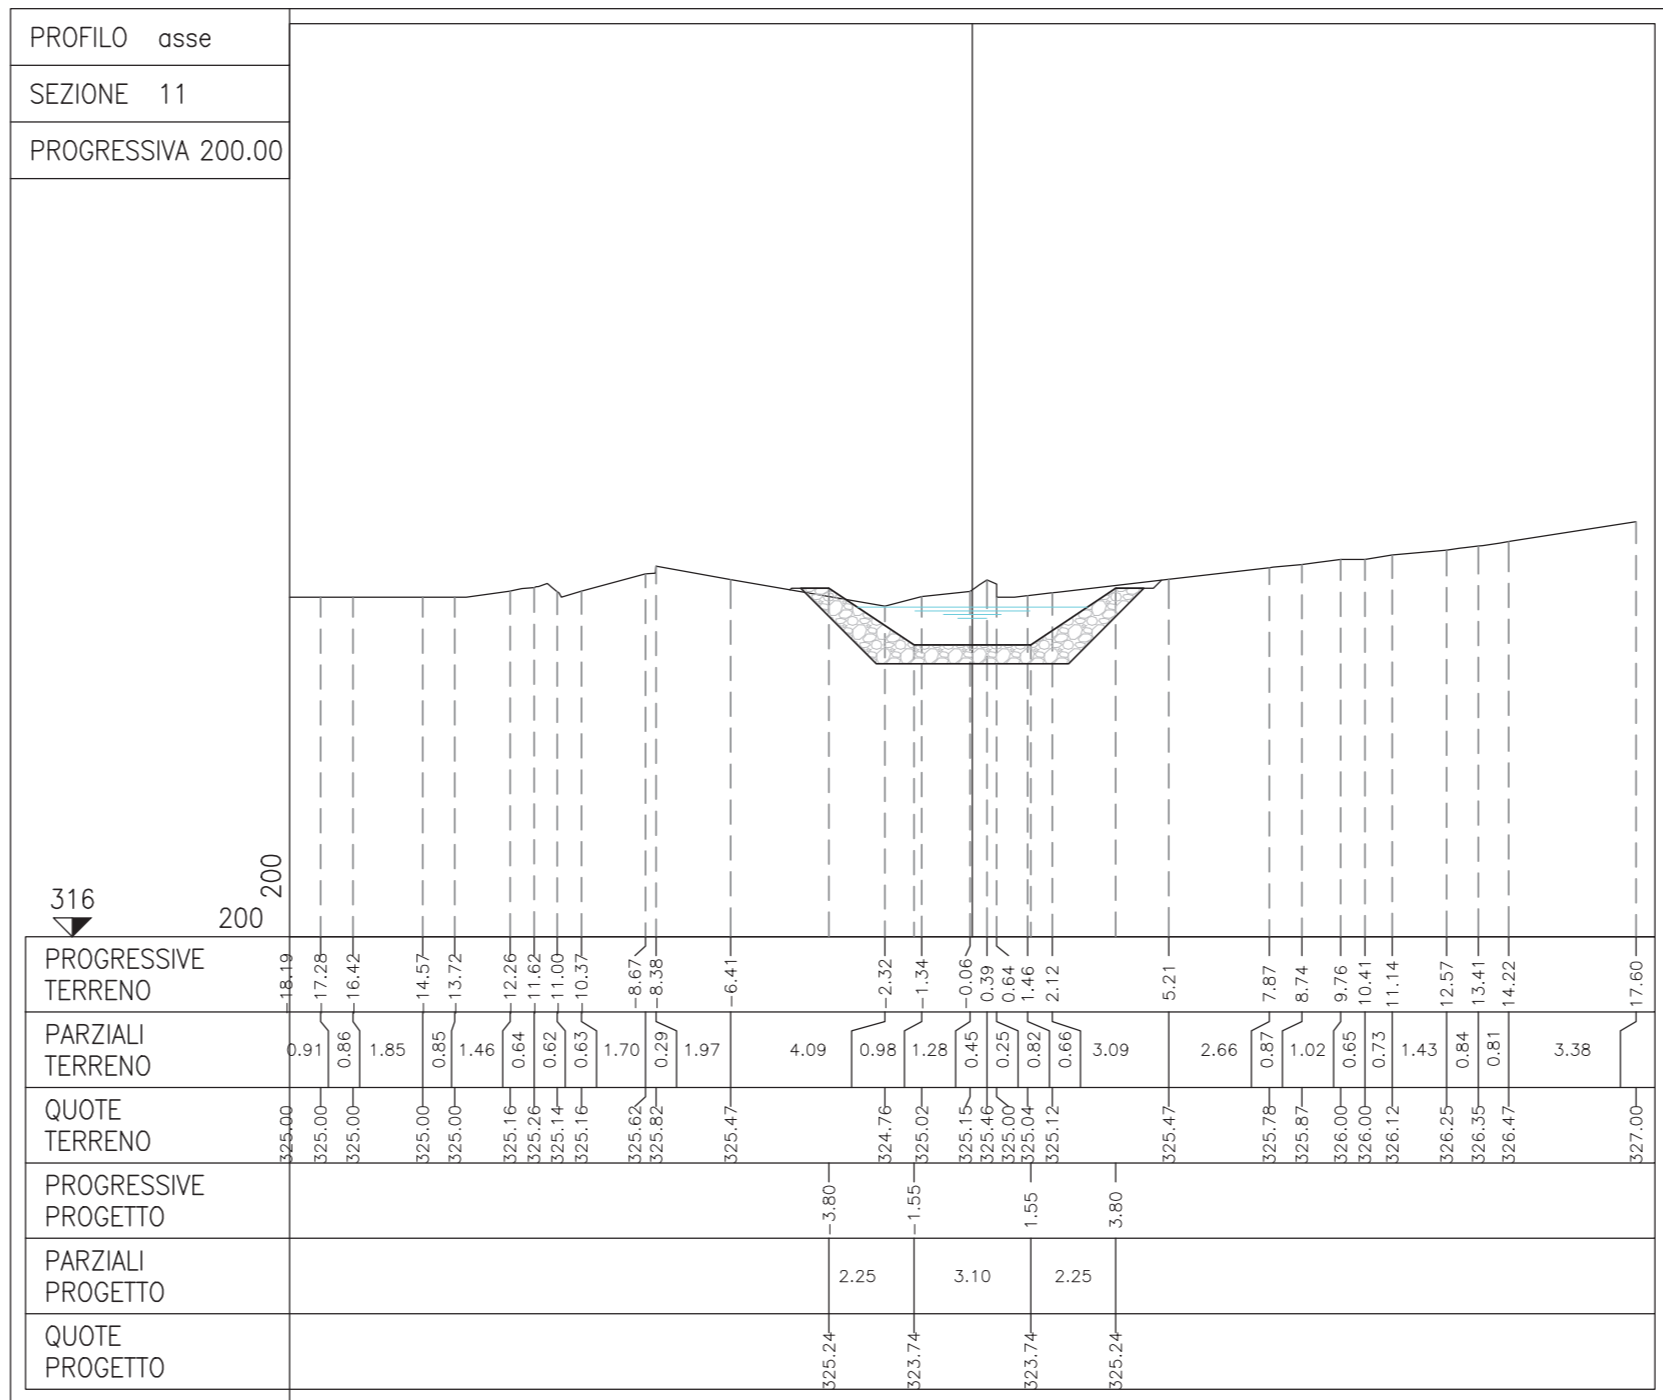 PROFILO asse
SEZIONE 11
PROGRESSIVA 200.00
200
200
316
PROGRESSIVE
TERRENO
-18.19 -17.28 -16.42 -14.57 -13.72 -12.26 -11.62 -11.00 -10.37 -8.67 -8.38 -6.41 -2.32 -1.34 -0.06 0.39 0.64 1.46 2.12 5.21 7.87 8.74 9.76 10.41 11.14 12.57 13.41 14.22 17.60
PARZIALI
TERRENO
0.91 0.86 1.85 0.85 1.46 0.64 0.62 0.63 1.70 0.29 1.97 4.09 0.98 1.28 0.45 0.25 0.82 0.66 3.09 2.66 0.87 1.02 0.65 0.73 1.43 0.84 0.81 3.38
QUOTE
TERRENO
325.00 325.00 325.00 325.00 325.00 325.16 325.26 325.14 325.16 325.62 325.82 325.47 324.76 325.02 325.15 325.46 325.00 325.04 325.12 325.47 325.78 325.87 326.00 326.00 326.12 326.25 326.35 326.47 327.00
PROGRESSIVE
PROGETTO
-3.80 -1.55 1.55 3.80
PARZIALI
PROGETTO
2.25 3.10 2.25
QUOTE
PROGETTO
325.24 323.74 323.74 325.24